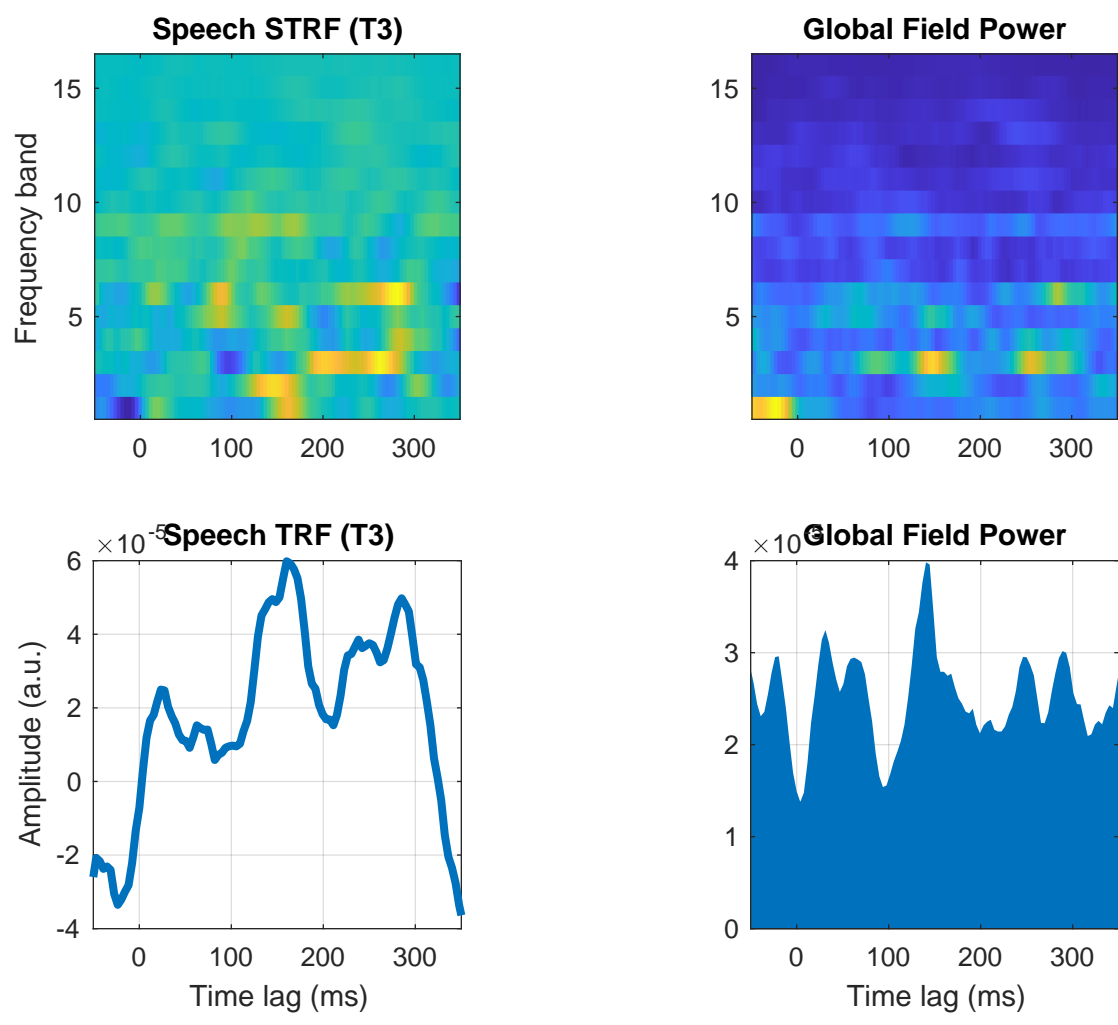 Speech STRF (T3)
Frequency band
15
10
5
0 100 200 300
Global Field Power
15
10
5
0 100 200 300
×10⁻⁵
Speech TRF (T3)
Amplitude (a.u.)
6
4
2
0
-2
-4
0 100 200 300
Time lag (ms)
×10
Global Field Power
4
3
2
1
0
0 100 200 300
Time lag (ms)